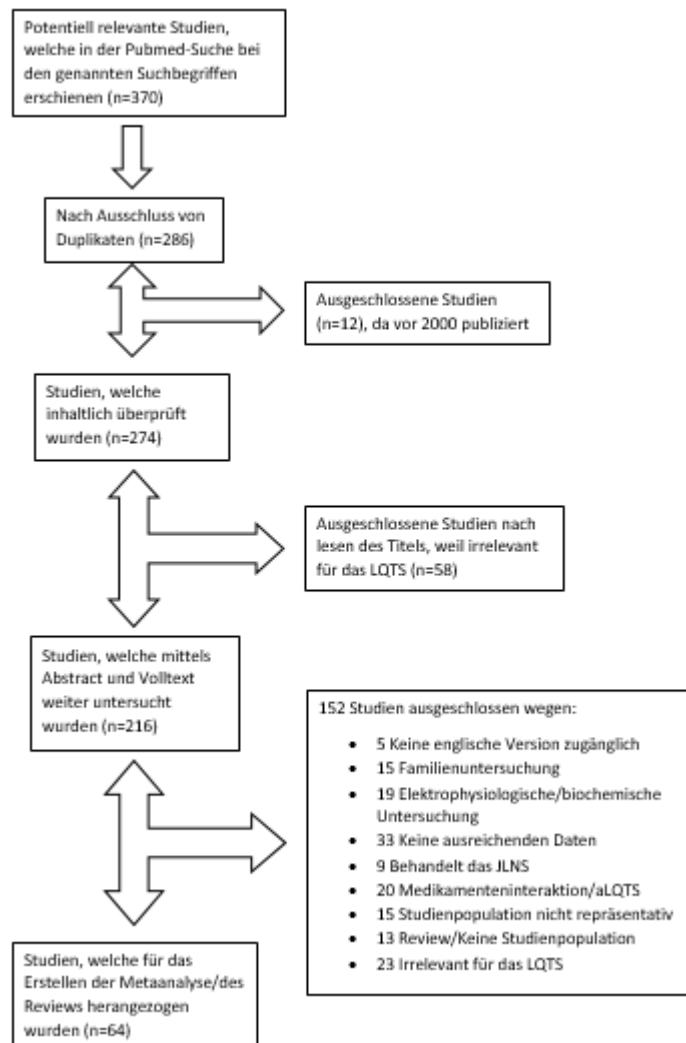 Potentiell relevante Studien,
welche in der Pubmed-Suche bei
den genannten Suchbegriffen
erschienen (n=370)
Nach Ausschluss von
Duplikaten (n=286)
Ausgeschlossene Studien
(n=12), da vor 2000 publiziert
Studien, welche
inhaltlich überprüft
wurden (n=274)
Ausgeschlossene Studien nach
lesen des Titels, weil irrelevant
für das LQTS (n=58)
Studien, welche mittels
Abstract und Volltext
weiter untersucht
wurden (n=216)
152 Studien ausgeschlossen wegen:
• 5 Keine englische Version zugänglich
• 15 Familienuntersuchung
• 19 Elektrophysiologische/biochemische
Untersuchung
• 33 Keine ausreichenden Daten
• 9 Behandelt das JLNS
• 20 Medikamenteninteraktion/aLQTS
• 15 Studienpopulation nicht repräsentativ
• 13 Review/Keine Studienpopulation
• 23 Irrelevant für das LQTS
Studien, welche für das
Erstellen der Metaanalyse/des
Reviews herangezogen
wurden (n=64)